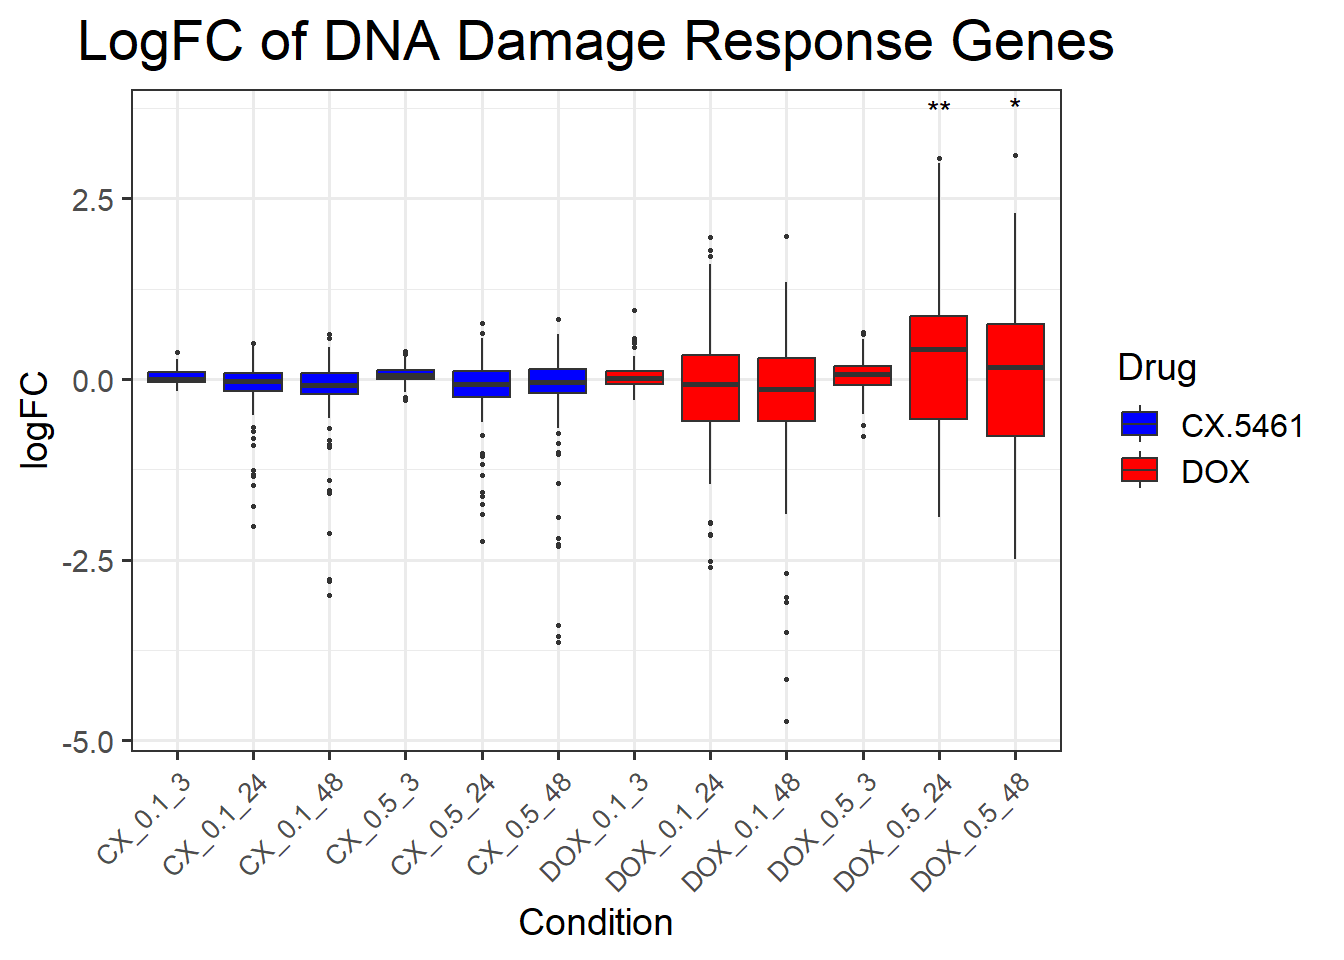 LogFC of DNA Damage Response Genes
** *
2.5
0.0
-2.5
-5.0
logFC
CX_0.1_3
CX_0.1_24
CX_0.1_48
CX_0.5_3
CX_0.5_24
CX_0.5_48
DOX_0.1_3
DOX_0.1_24
DOX_0.1_48
DOX_0.5_3
DOX_0.5_24
DOX_0.5_48
Condition
Drug
CX.5461
DOX